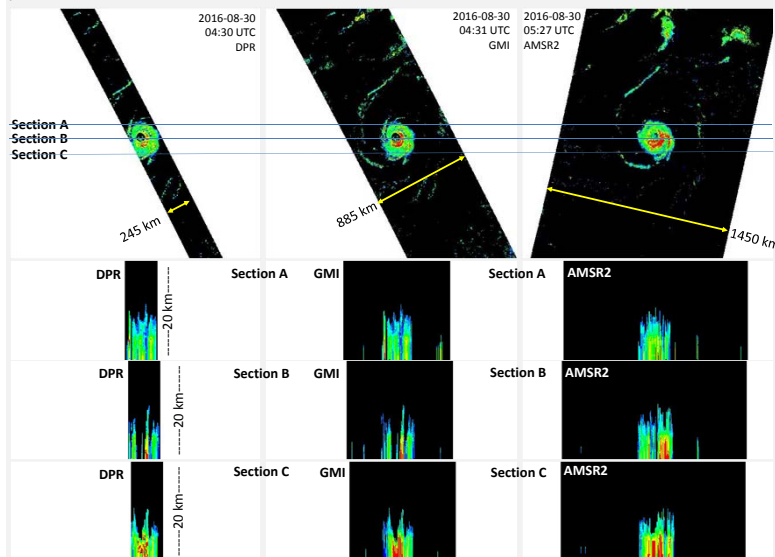 2016-08-30
04:30 UTC
DPR
2016-08-30
04:31 UTC
GMI
2016-08-30
05:27 UTC
AMSR2
Section A
Section B
Section C
245 km
885 km
1450 km
DPR
-----20 km------
Section A
GMI
Section A
AMSR2
DPR
-----20 km------
Section B
GMI
Section B
AMSR2
DPR
-----20 km------
Section C
GMI
Section C
AMSR2